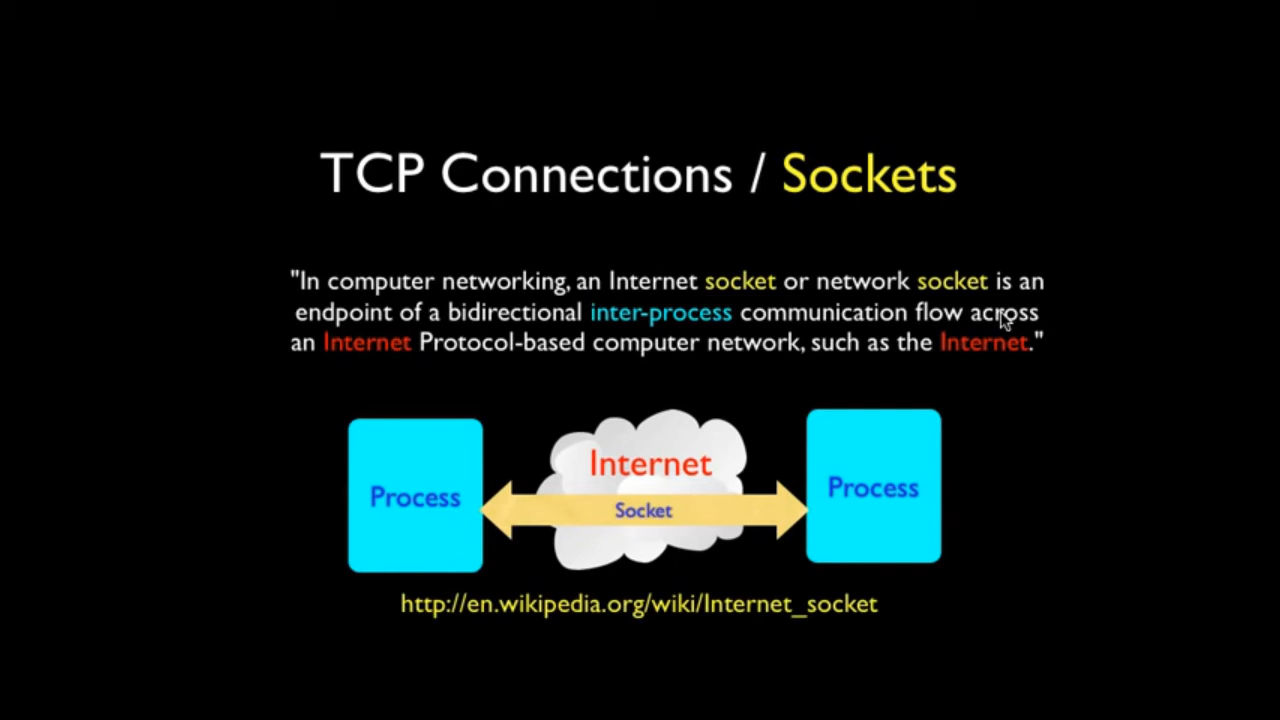 TCP Connections / Sockets
"In computer networking, an Internet socket or network socket is an
endpoint of a bidirectional inter-process communication flow across
an Internet Protocol-based computer network, such as the Internet."
Internet
Process
Socket
Process
http://en.wikipedia.org/wiki/Internet_socket